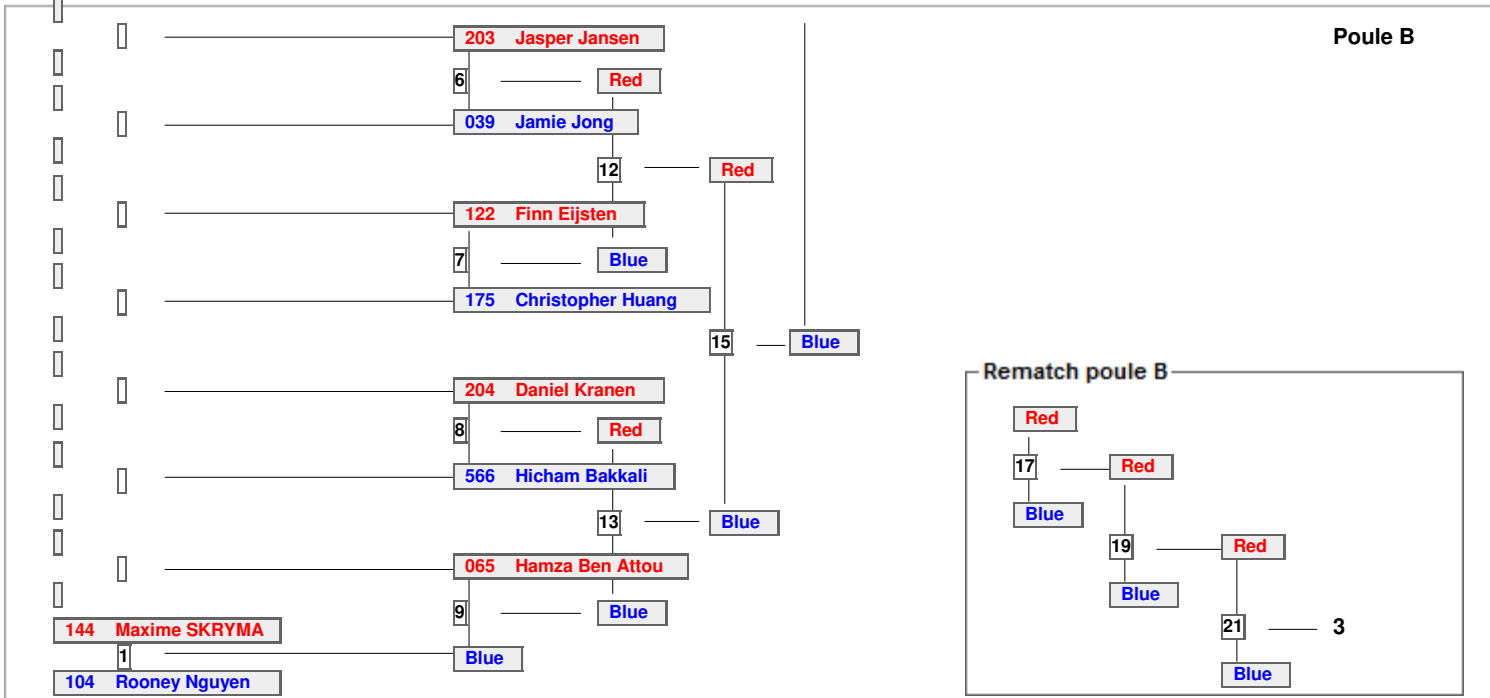 Poule B
203 Jasper Jansen
6 Red
039 Jamie Jong
12 Red
122 Finn Eijsten
7 Blue
175 Christopher Huang
15 Blue
204 Daniel Kranen
8 Red
566 Hicham Bakkali
13 Blue
065 Hamza Ben Attou
9 Blue
144 Maxime SKRYMA
1 Blue
104 Rooney Nguyen
Rematch poule B
Red
17 Red
Blue
19 Red
Blue
21 3
Blue